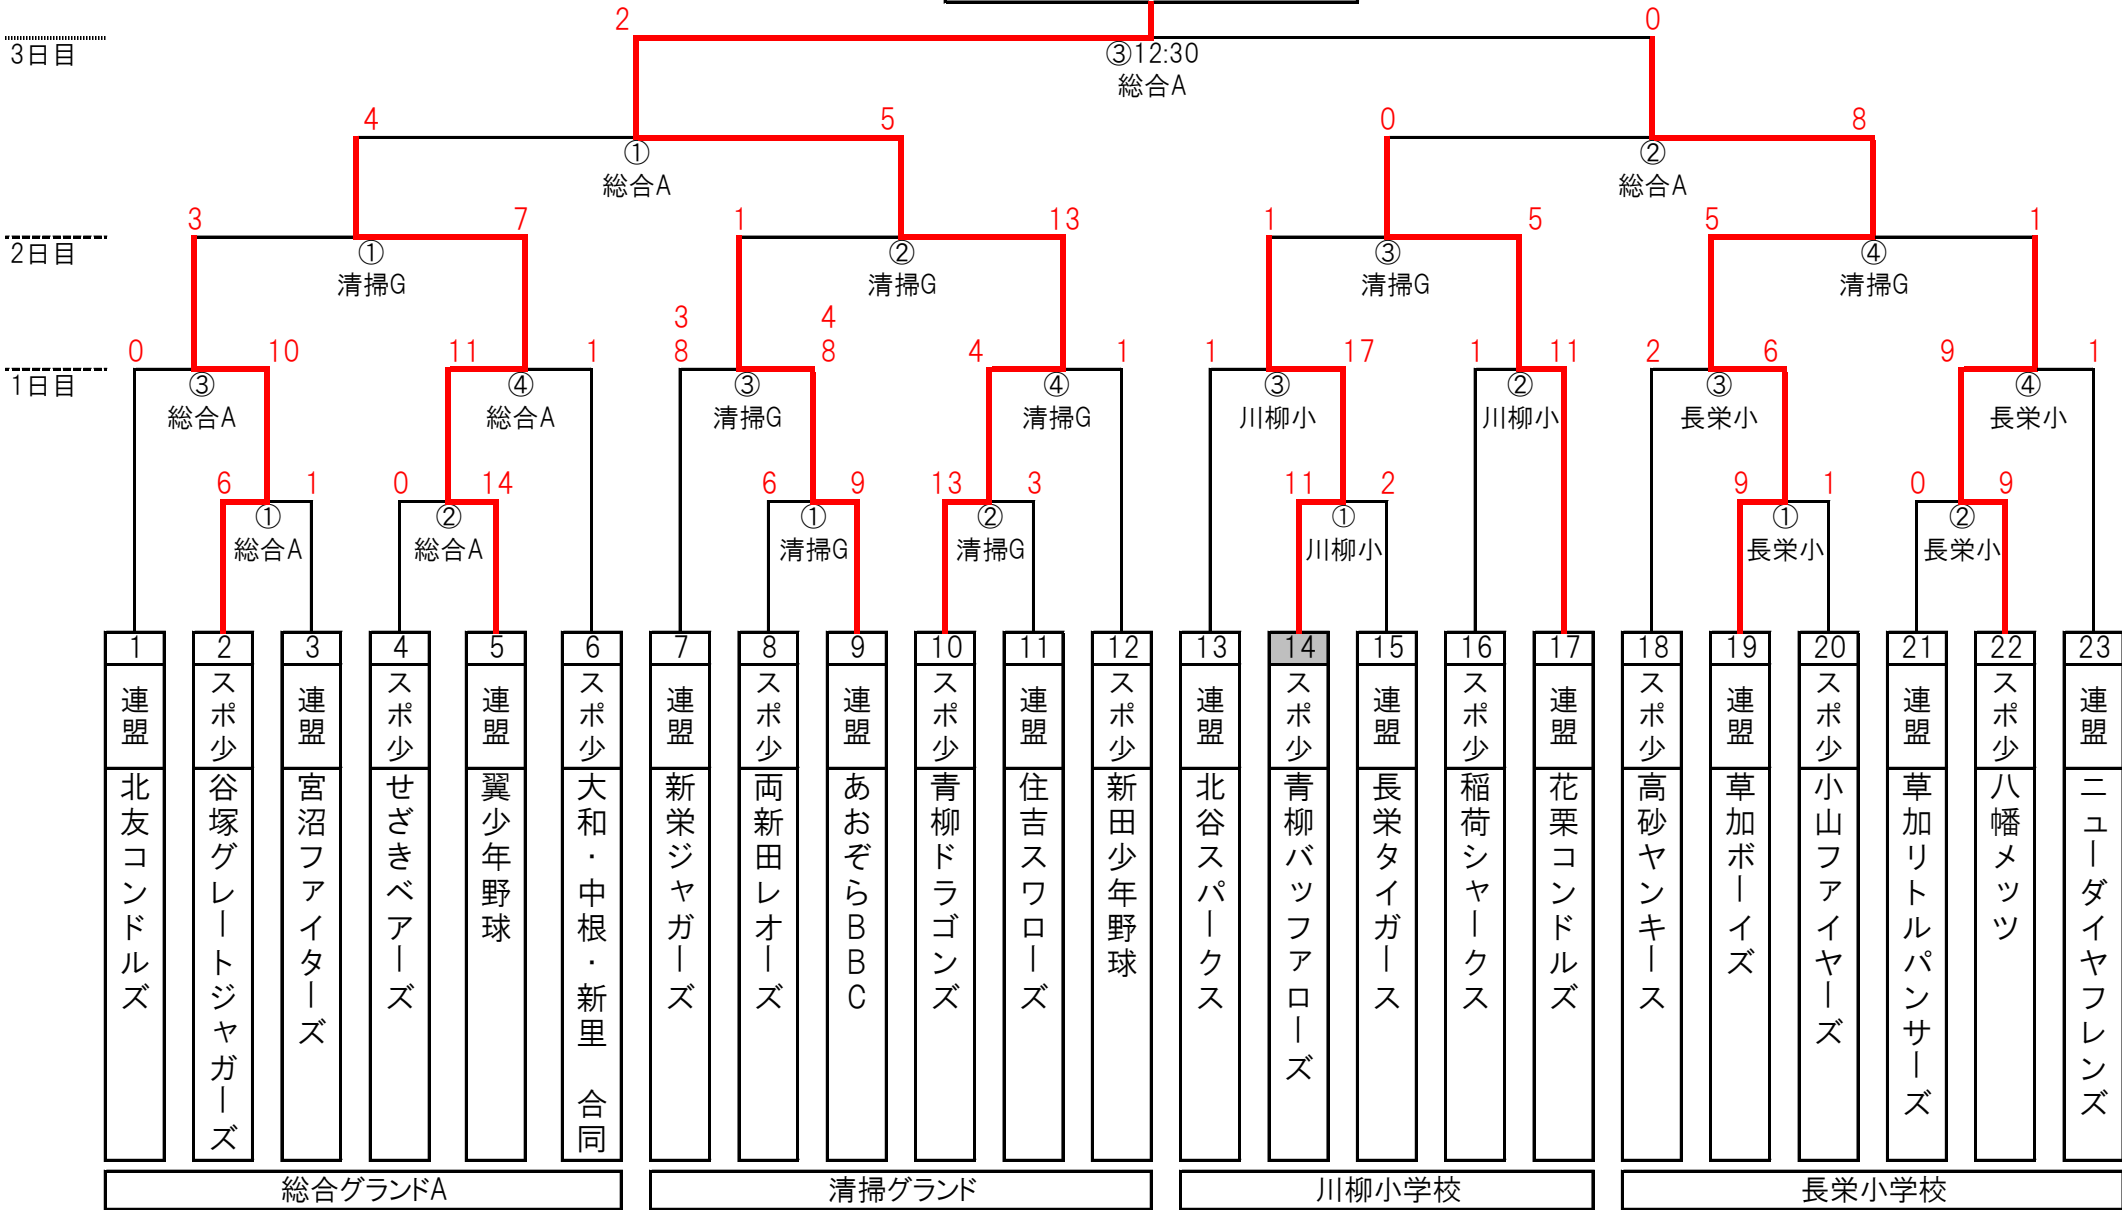 2 0
3日目
③12:30
総合A
4 5 0 8
① ②
総合A 総合A
3 7 1 13 1 5 5 1
2日目
① ② ③ ④
清掃G 清掃G 清掃G 清掃G
3 4
0 10 11 1 8 8 4 1 1 17 1 11 2 6 9 1
1日目
③ ④ ③ ④ ③ ② ③ ④
総合A 総合A 清掃G 清掃G 川柳小 川柳小 長栄小 長栄小
6 1 0 14 6 9 13 3 11 2 9 1 0 9
① ② ① ② ① ① ②
総合A 総合A 清掃G 清掃G 川柳小 長栄小 長栄小
1 2 3 4 5 6 7 8 9 10 11 12 13 14 15 16 17 18 19 20 21 22 23
連盟 スポ少 連盟 スポ少 連盟 スポ少 連盟 スポ少 連盟 スポ少 連盟 スポ少 連盟 スポ少 連盟 スポ少 連盟 スポ少 連盟 スポ少 連盟 スポ少 連盟
北友コンドルズ
谷塚グレートジャガーズ
宮沼ファイターズ
せざきベアーズ
翼少年野球
大和・中根・新里 合同
新栄ジャガーズ
両新田レオーズ
あおぞらBBC
青柳ドラゴンズ
住吉スワローズ
新田少年野球
北谷スパークス
青柳バッファローズ
長栄タイガース
稲荷シャークス
花栗コンドルズ
高砂ヤンキース
草加ボーイズ
小山ファイヤーズ
草加リトルパンサーズ
八幡メッツ
ニューダイヤフレンズ
総合グランドA 清掃グランド 川柳小学校 長栄小学校